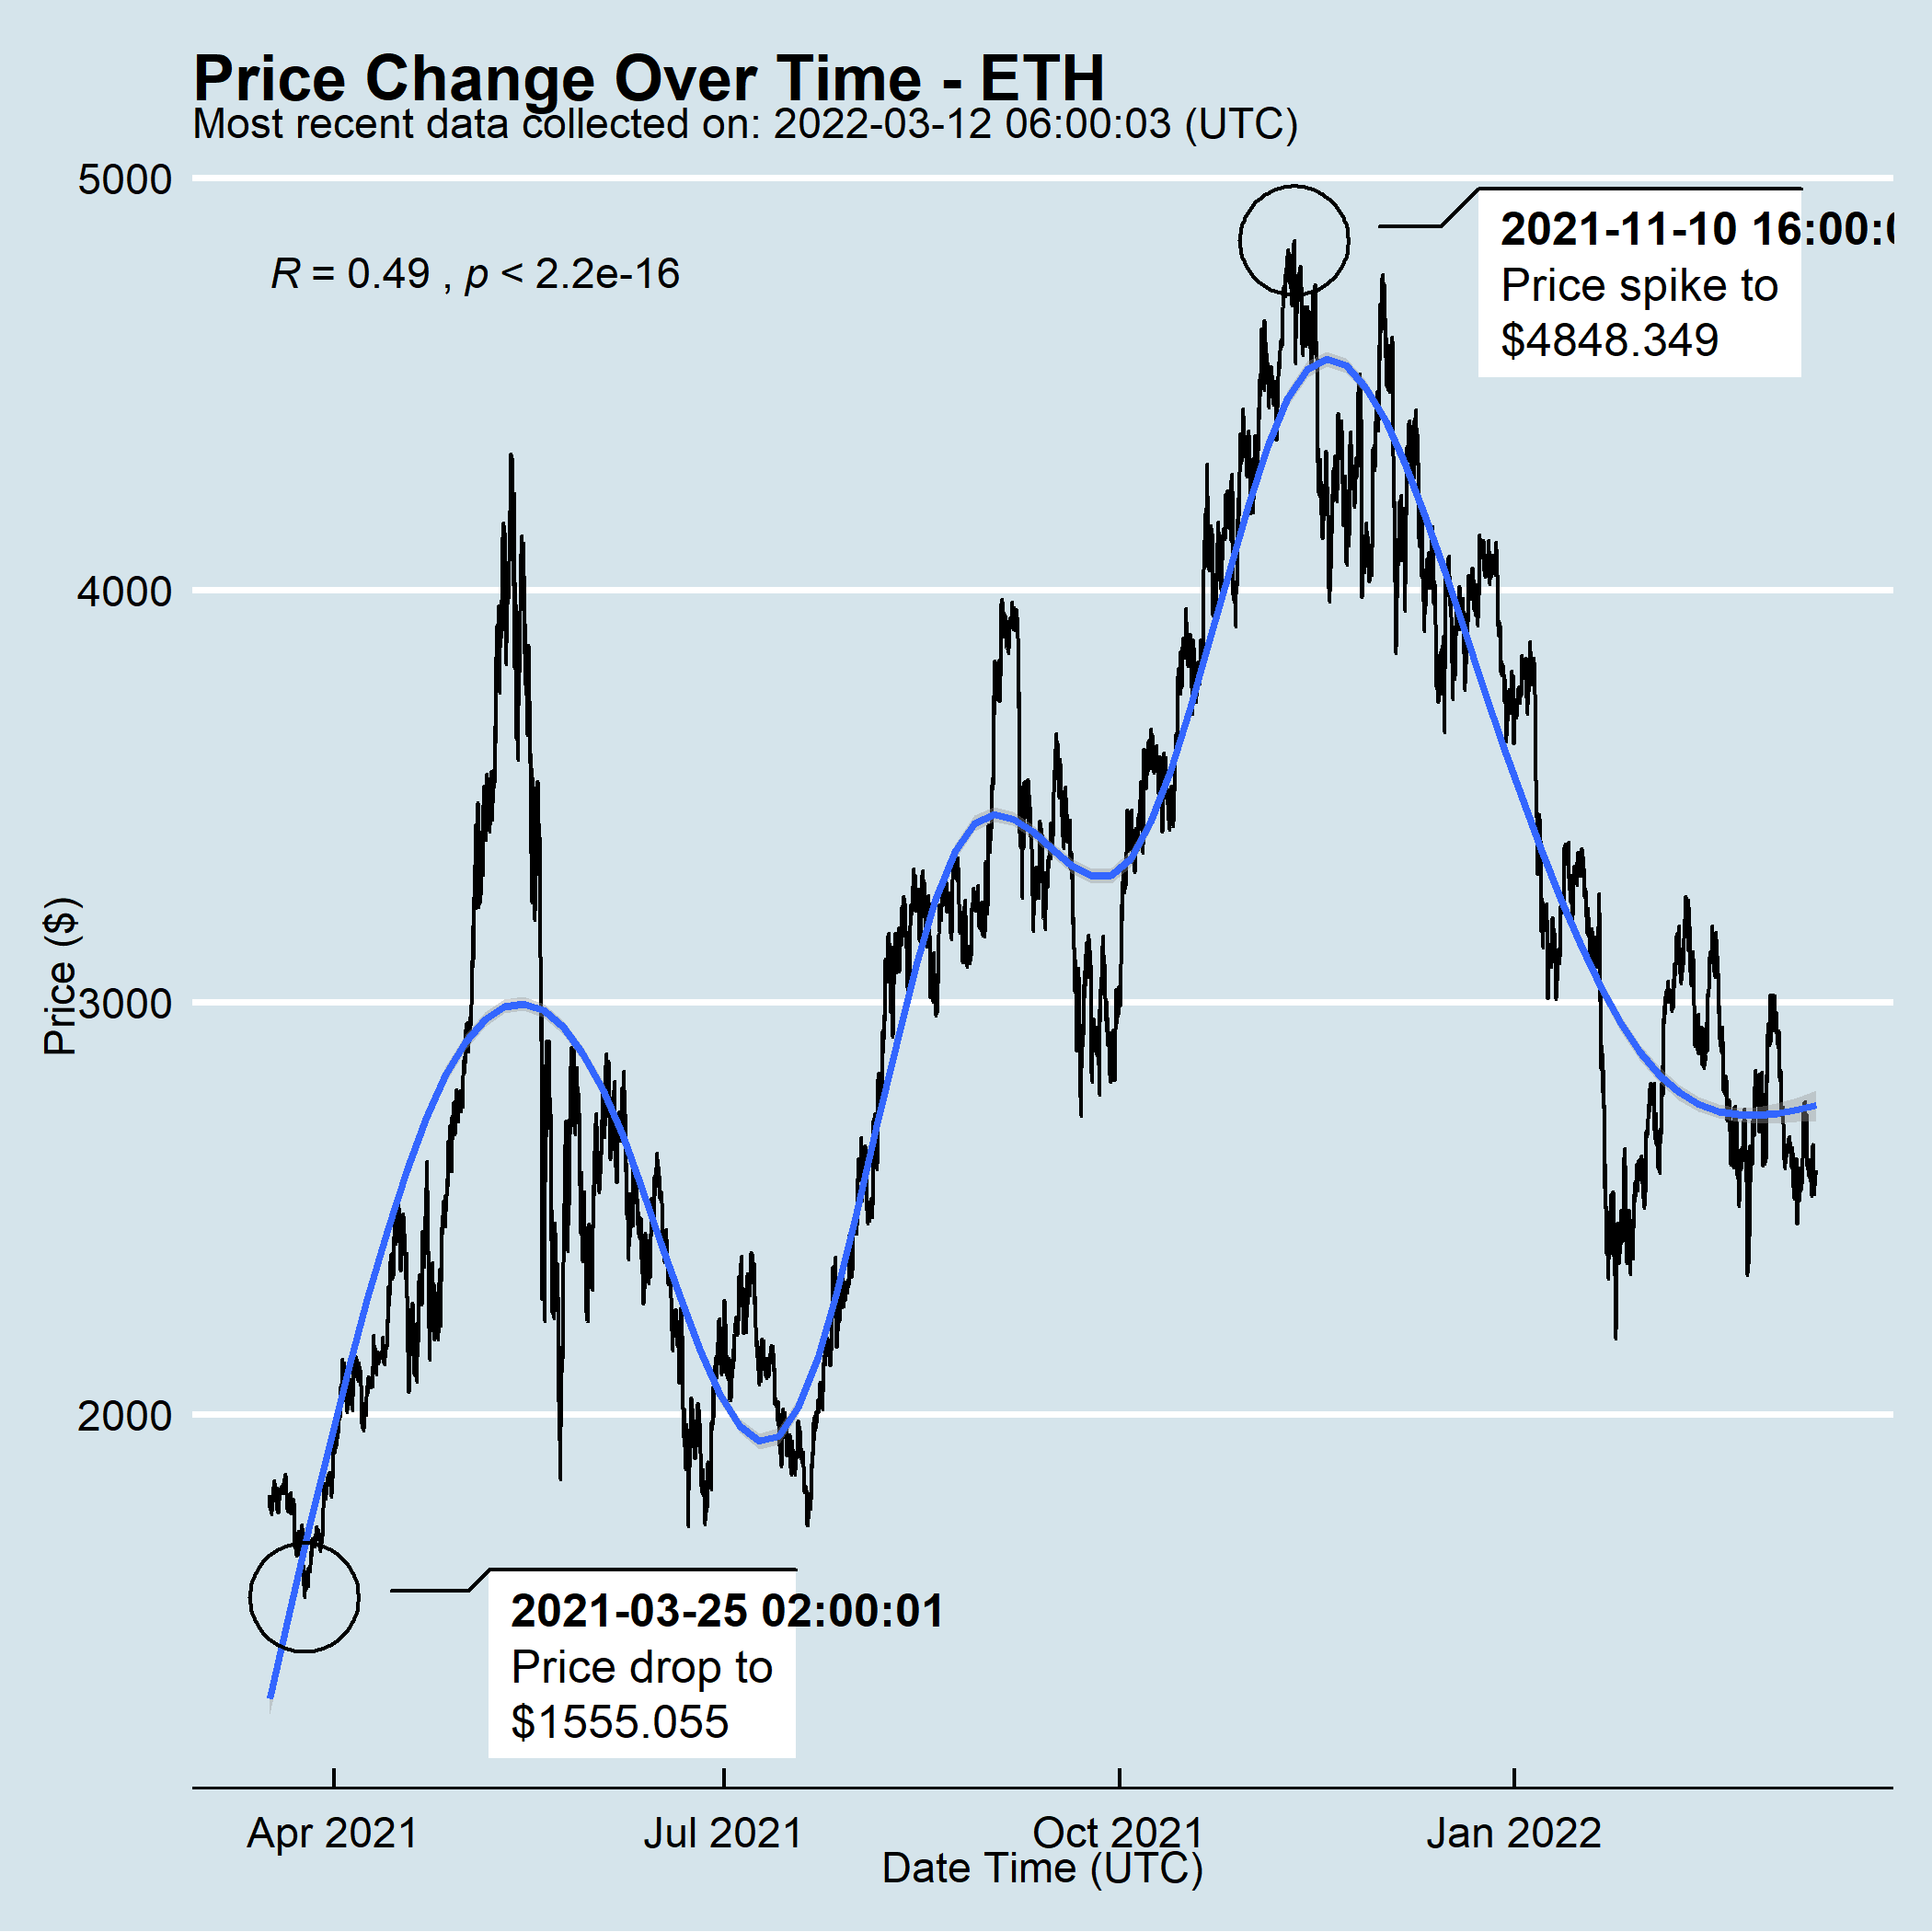 Price Change Over Time - ETH
Most recent data collected on: 2022-03-12 06:00:03 (UTC)
5000
R = 0.49 , p < 2.2e-16
2021-11-10 16:00:0
Price spike to
$4848.349
4000
Price ($)
3000
2000
2021-03-25 02:00:01
Price drop to
$1555.055
Apr 2021
Jul 2021
Oct 2021
Jan 2022
Date Time (UTC)